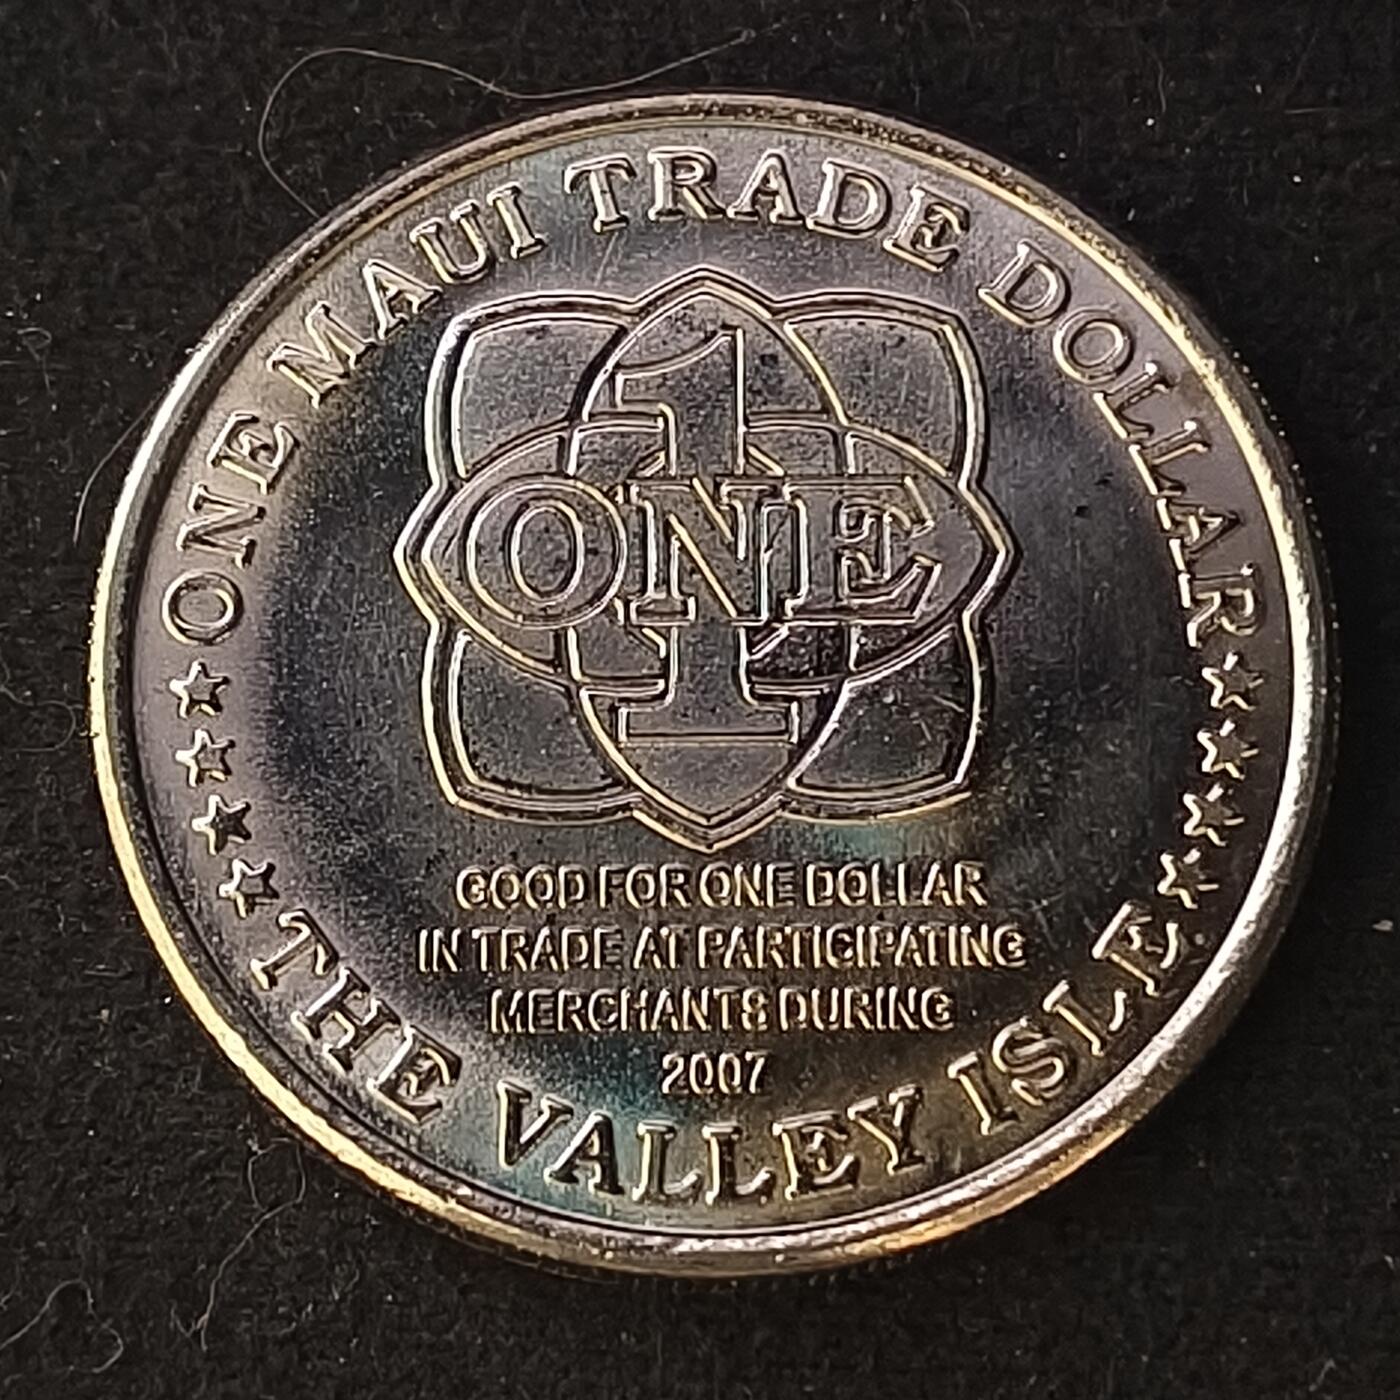 ONE MAUI TRADE DOLLAR
1
ONE
GOOD FOR ONE DOLLAR
IN TRADE AT PARTICIPATING
MERCHANTS DURING
2007
THE VALLEY ISLE